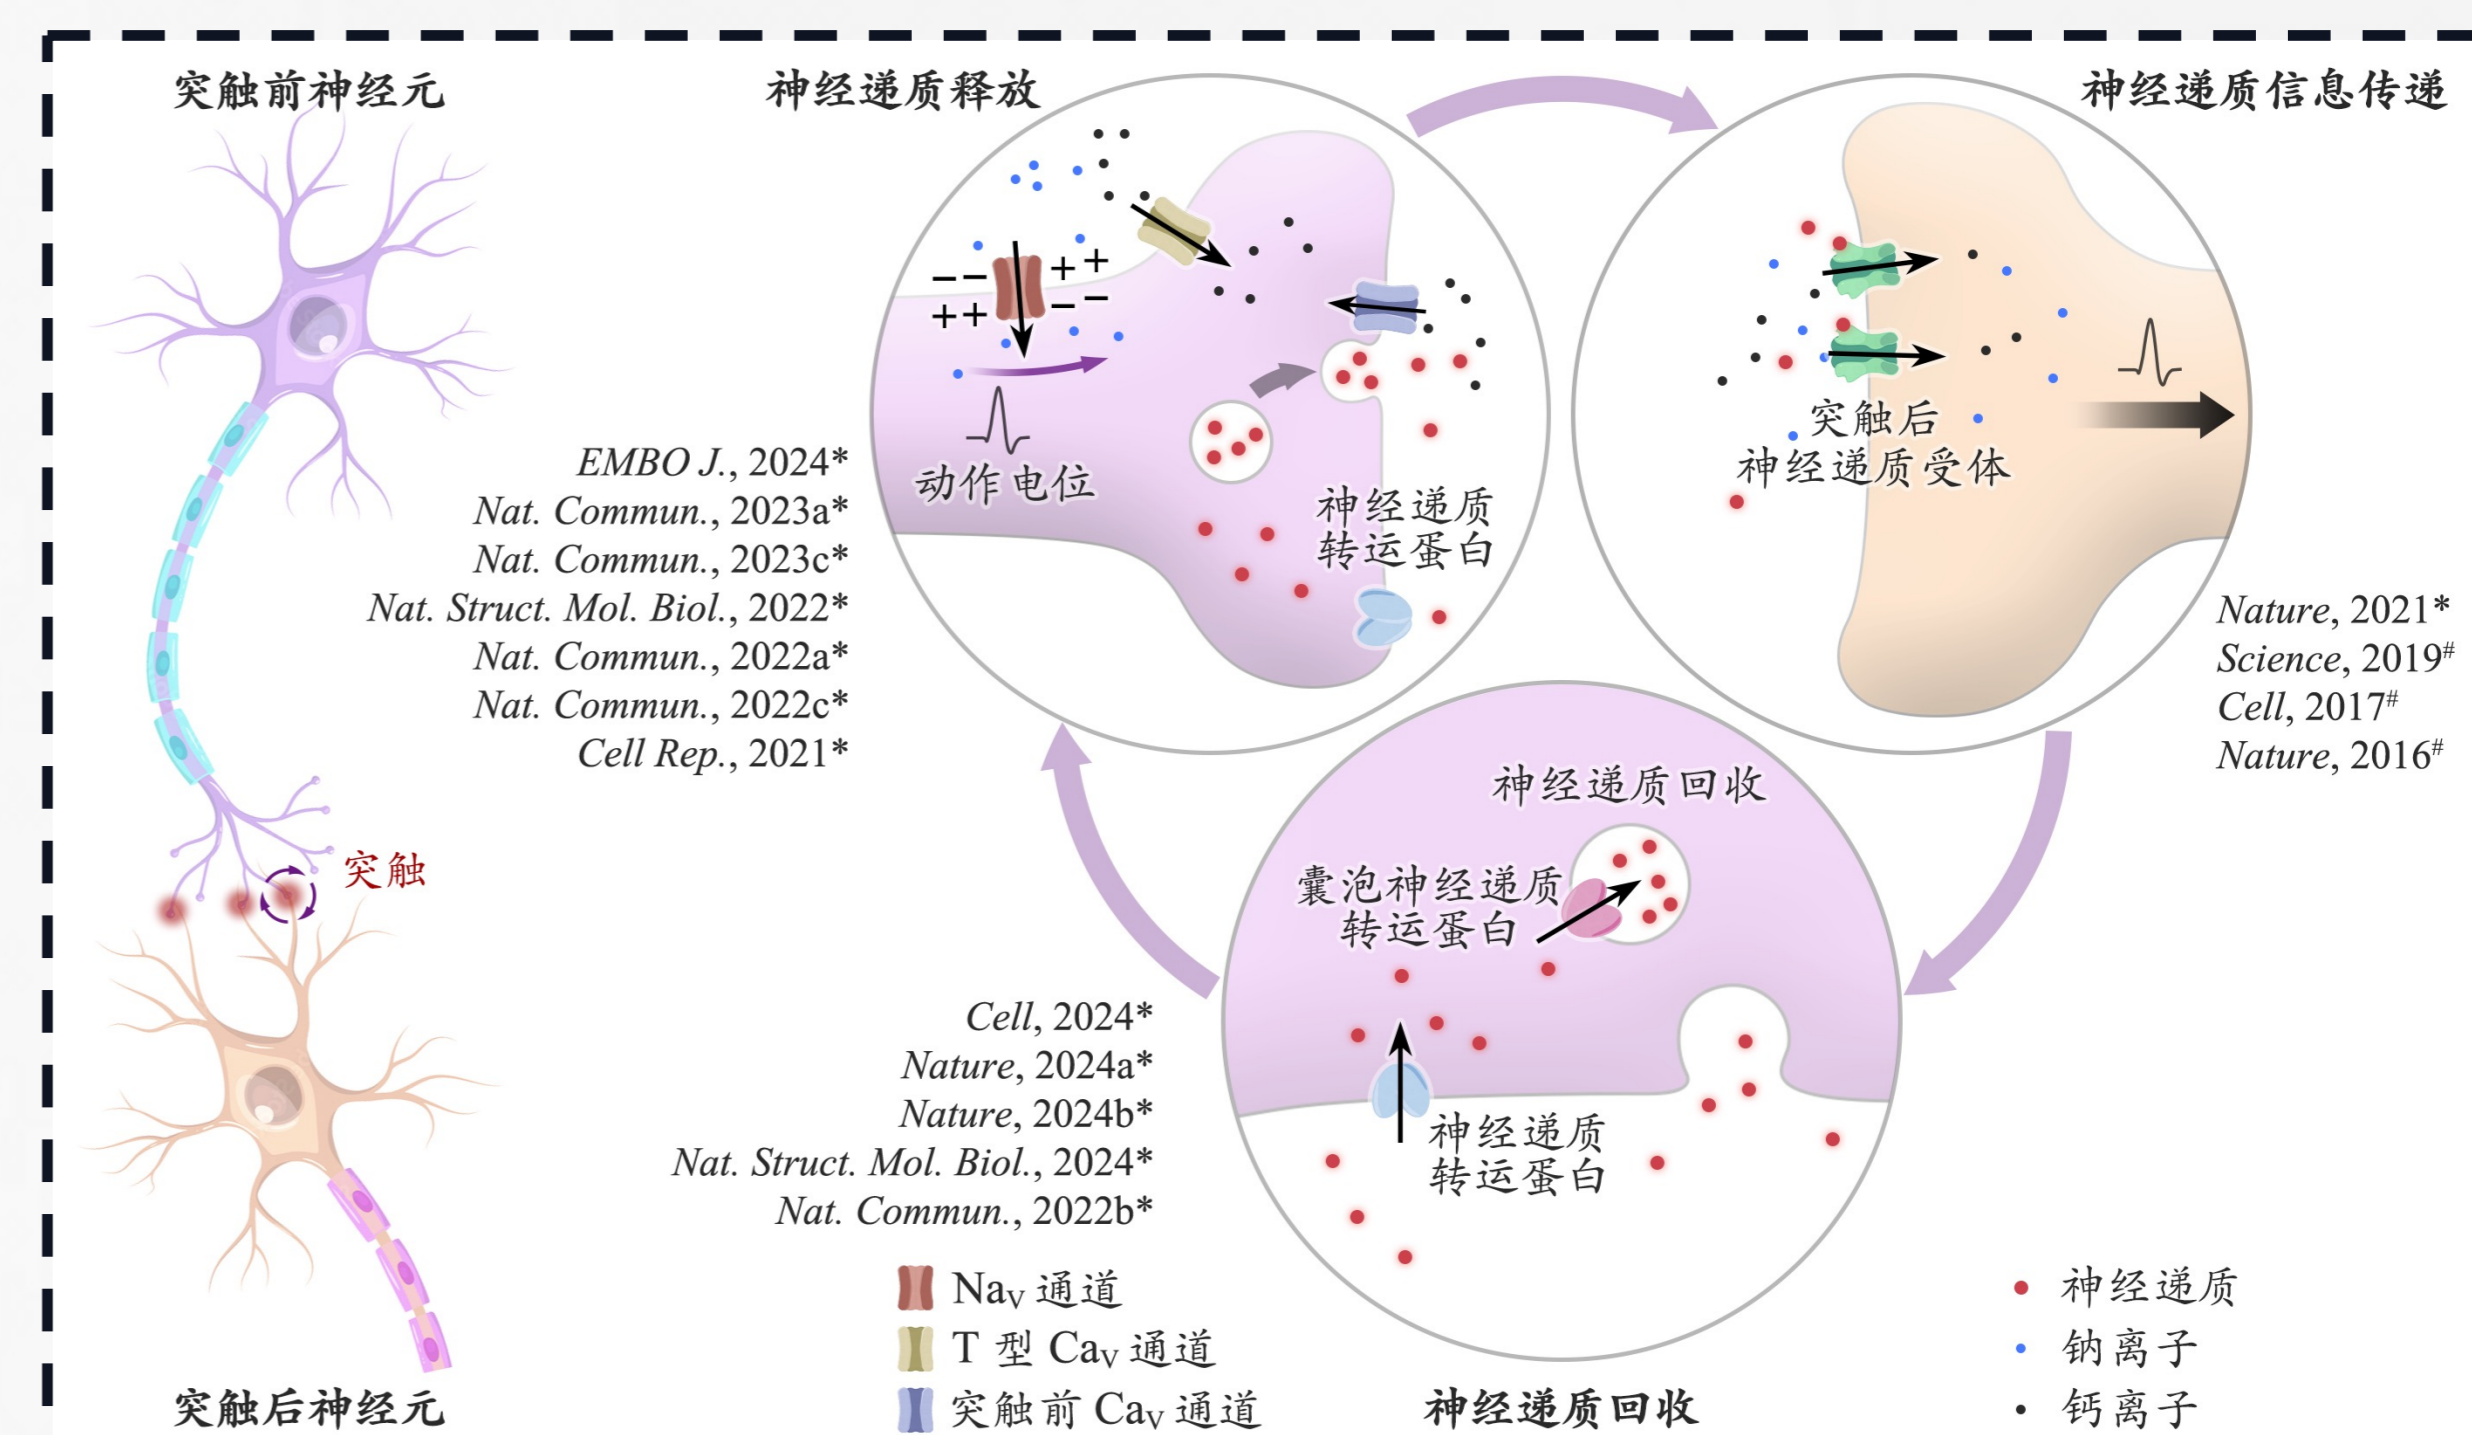 突触前神经元
神经递质释放
神经递质信息传递
−−
++
++
−−
动作电位
神经递质
转运蛋白
突触后
神经递质受体
EMBO J., 2024*
Nat. Commun., 2023a*
Nat. Commun., 2023c*
Nat. Struct. Mol. Biol., 2022*
Nat. Commun., 2022a*
Nat. Commun., 2022c*
Cell Rep., 2021*
Nature, 2021*
Science, 2019#
Cell, 2017#
Nature, 2016#
突触
神经递质回收
囊泡神经递质
转运蛋白
神经递质
转运蛋白
Cell, 2024*
Nature, 2024a*
Nature, 2024b*
Nat. Struct. Mol. Biol., 2024*
Nat. Commun., 2022b*
NaV 通道
T 型 CaV 通道
突触前 CaV 通道
神经递质
钠离子
钙离子
突触后神经元
神经递质回收